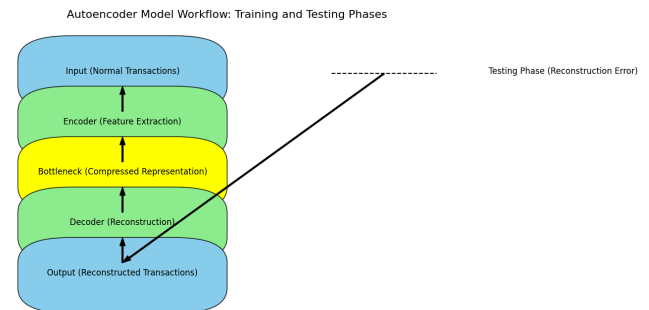 Autoencoder Model Workflow: Training and Testing Phases
Input (Normal Transactions)
Testing Phase (Reconstruction Error)
Encoder (Feature Extraction)
Bottleneck (Compressed Representation)
Decoder (Reconstruction)
Output (Reconstructed Transactions)